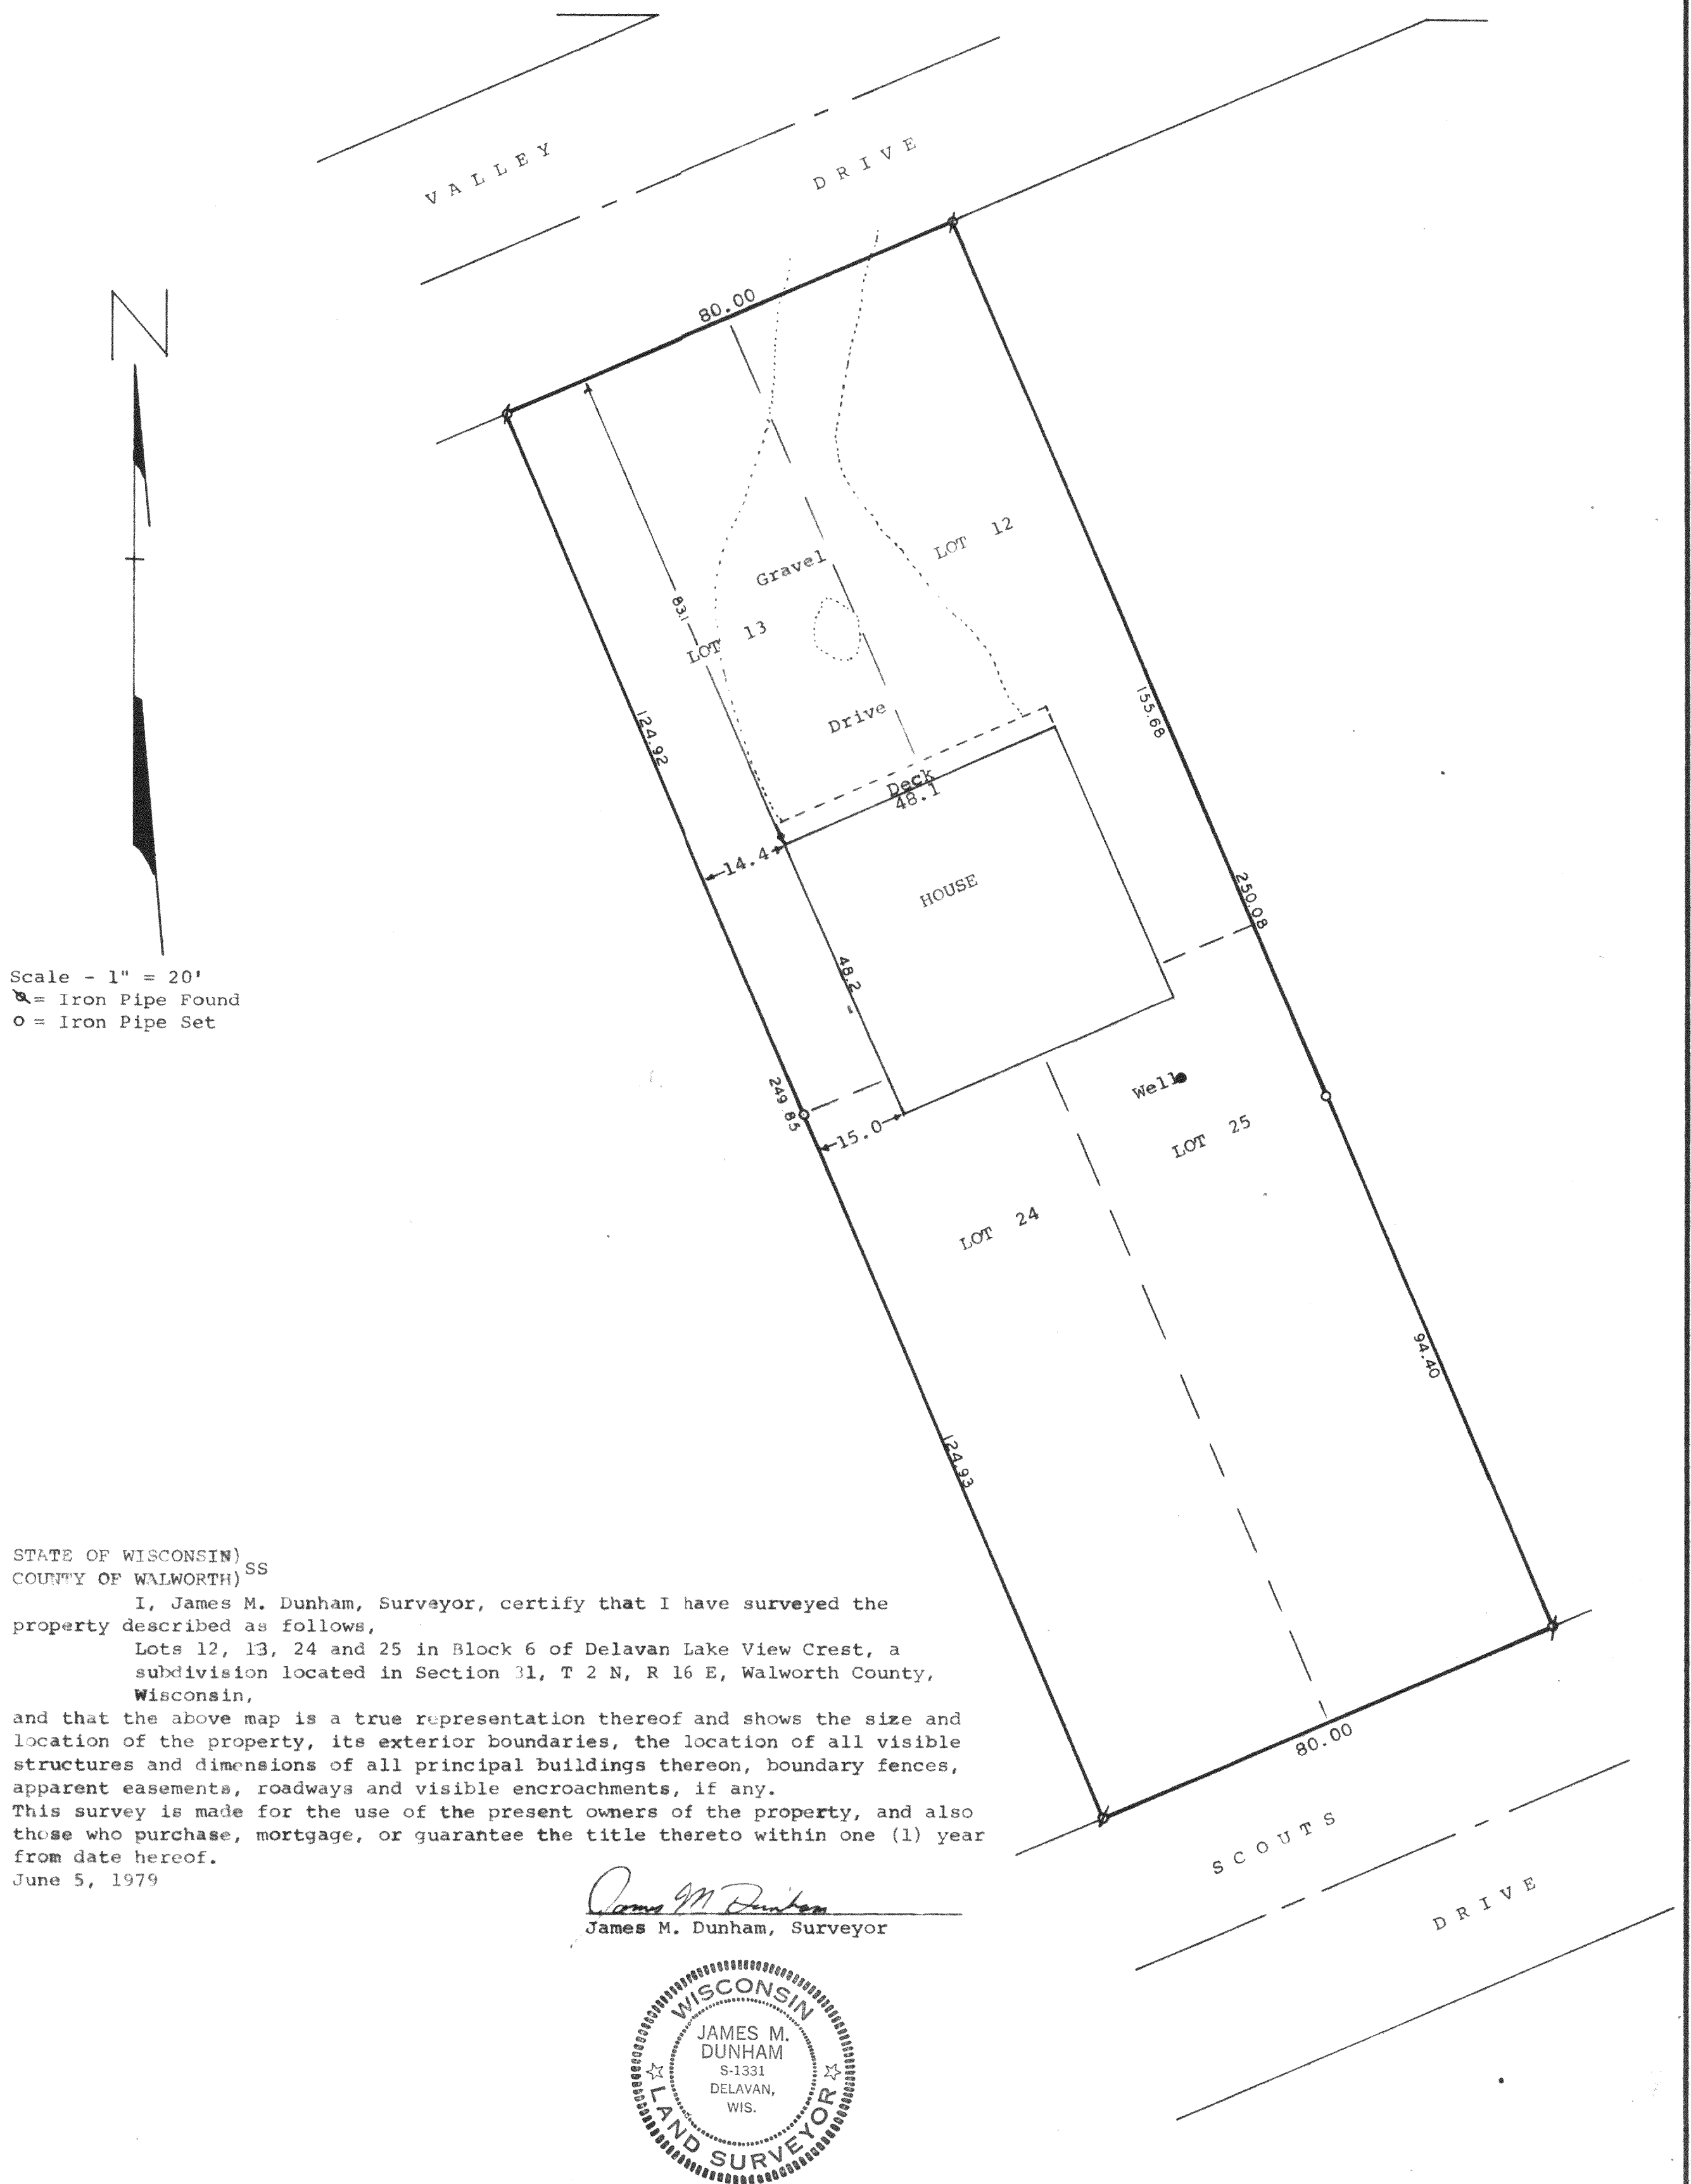 VALLEY DRIVE
80.00
N
LOT 12
Gravel
83.1
LOT 13
124.92
155.68
Drive
Deck
48.1
14.4
HOUSE
250.08
48.2
Scale - 1" = 20'
= Iron Pipe Found
o = Iron Pipe Set
249.85
15.0
Well
LOT 25
LOT 24
94.40
124.93
80.00
SCOUTS DRIVE
STATE OF WISCONSIN)
SS
COUNTY OF WALWORTH)
I, James M. Dunham, Surveyor, certify that I have surveyed the
property described as follows,
Lots 12, 13, 24 and 25 in Block 6 of Delavan Lake View Crest, a
subdivision located in Section 31, T 2 N, R 16 E, Walworth County,
Wisconsin,
and that the above map is a true representation thereof and shows the size and
location of the property, its exterior boundaries, the location of all visible
structures and dimensions of all principal buildings thereon, boundary fences,
apparent easements, roadways and visible encroachments, if any.
This survey is made for the use of the present owners of the property, and also
those who purchase, mortgage, or guarantee the title thereto within one (1) year
from date hereof.
June 5, 1979
James M Dunham
James M. Dunham, Surveyor
WISCONSIN
JAMES M.
DUNHAM
S-1331
DELAVAN,
WIS.
LAND SURVEYOR